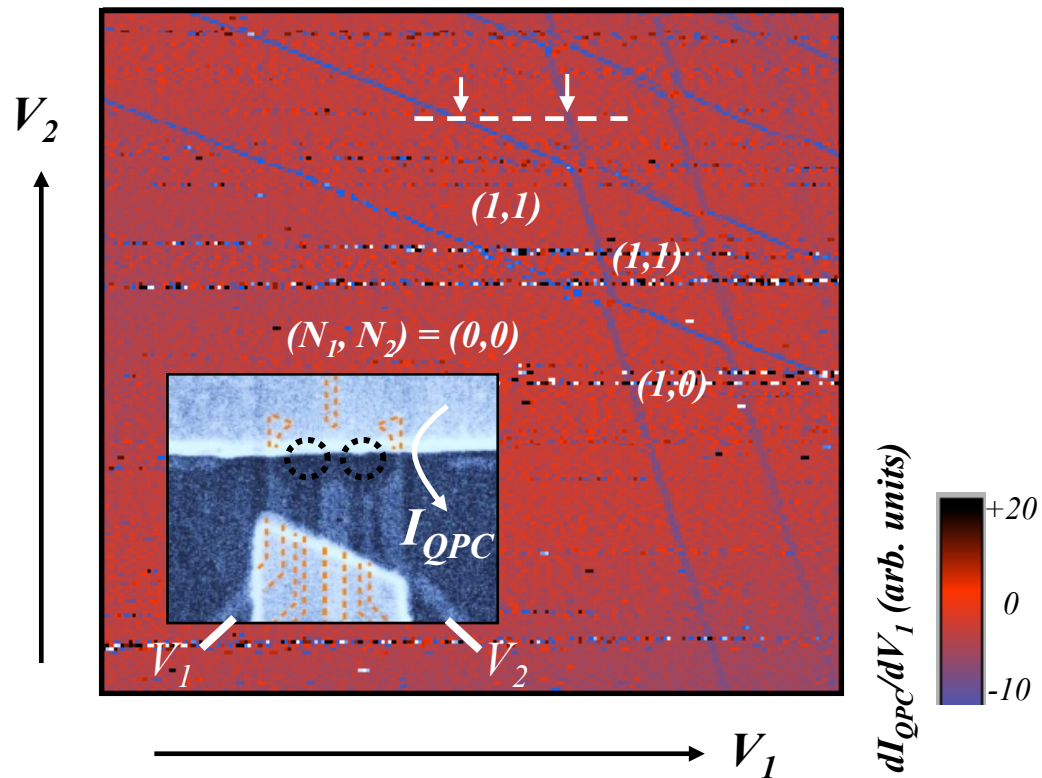 V2
(1,1)
(1,1)
(N1, N2) = (0,0)
(1,0)
IQPC
V1
V2
V1
dIQPC/dV1 (arb. units)
+20
0
-10